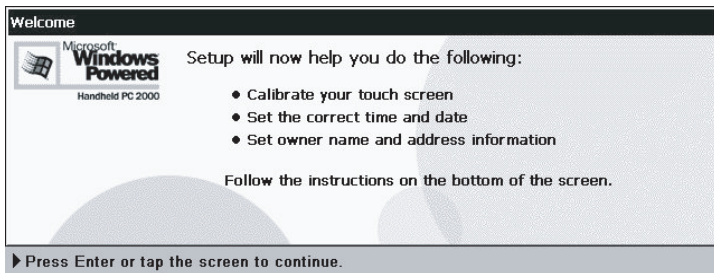 Welcome
Microsoft
Windows
Powered
Handheld PC 2000
Setup will now help you do the following:
• Calibrate your touch screen
• Set the correct time and date
• Set owner name and address information
Follow the instructions on the bottom of the screen.
Press Enter or tap the screen to continue.